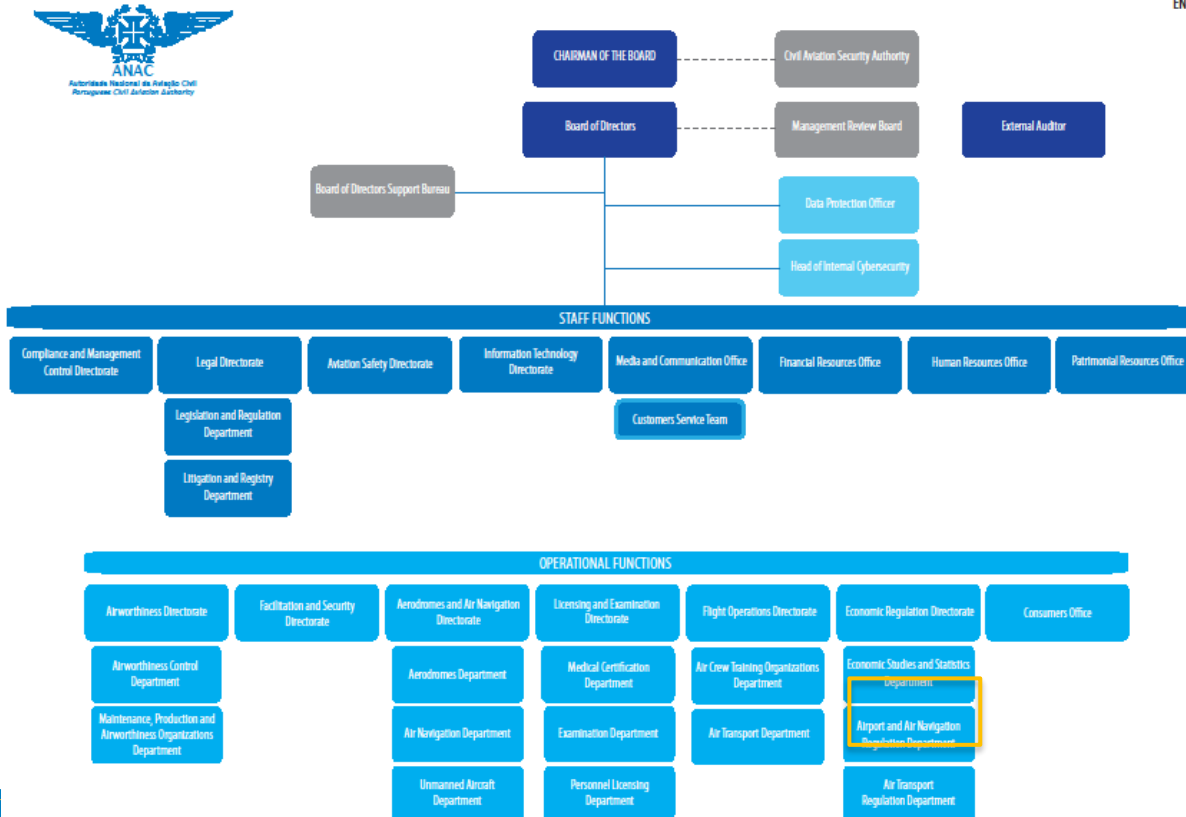 EN
ANAC
Autoridade Nacional da Aviação Civil
Portuguese Civil Aviation Authority
CHAIRMAN OF THE BOARD
Civil Aviation Security Authority
Board of Directors
Management Review Board
External Auditor
Board of Directors Support Bureau
Data Protection Officer
Head of Internal Cybersecurity
STAFF FUNCTIONS
Compliance and Management
Control Directorate
Legal Directorate
Aviation Safety Directorate
Information Technology
Directorate
Media and Communication Office
Financial Resources Office
Human Resources Office
Patrimonial Resources Office
Legislation and Regulation
Department
Customers Service Team
Litigation and Registry
Department
OPERATIONAL FUNCTIONS
Airworthiness Directorate
Facilitation and Security
Directorate
Aerodromes and Air Navigation
Directorate
Licensing and Examination
Directorate
Flight Operations Directorate
Economic Regulation Directorate
Consumers Office
Airworthiness Control
Department
Aerodromes Department
Medical Certification
Department
Air Crew Training Organizations
Department
Economic Studies and Statistics
Department
Maintenance, Production and
Airworthiness Organizations
Department
Air Navigation Department
Examination Department
Air Transport Department
Airport and Air Navigation
Regulation Department
Unmanned Aircraft
Department
Personnel Licensing
Department
Air Transport
Regulation Department